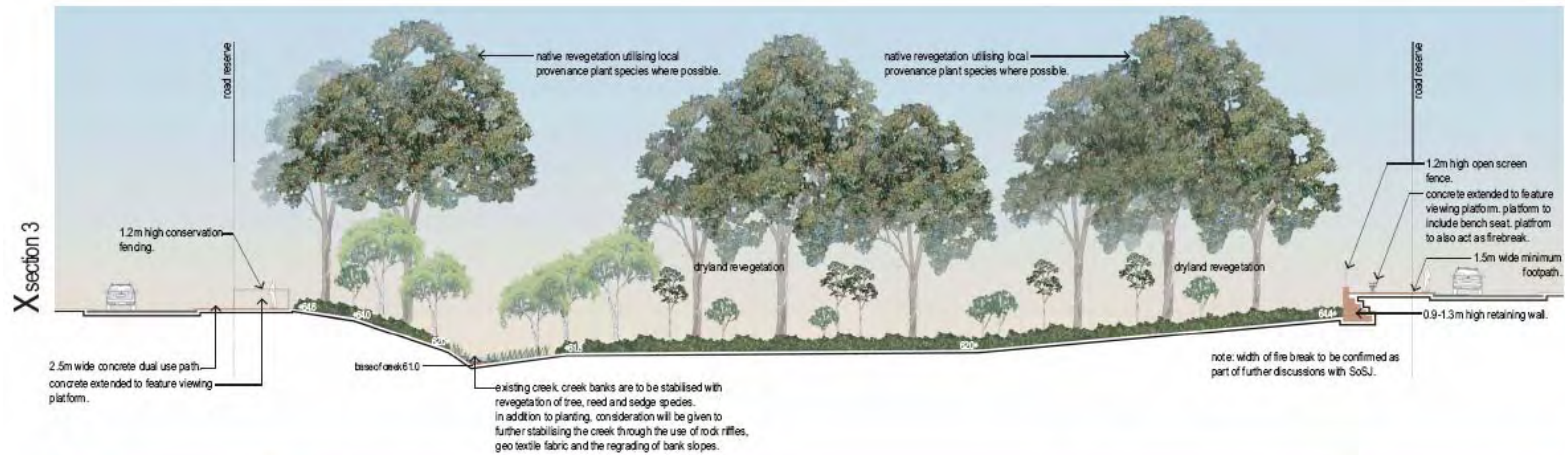 X section 3
road reserve
1.2m high conservation
fencing.
2.5m wide concrete dual use path.
concrete extended to feature viewing
platform.
native revegetation utilising local
provenance plant species where possible.
64.0
base of creek 61.0
existing creek. creek banks are to be stabilised with
revegetation of tree, reed and sedge species.
in addition to planting, consideration will be given to
further stabilising the creek through the use of rock riffles,
geo textile fabric and the regrading of bank slopes.
dryland revegetation
native revegetation utilising local
provenance plant species where possible.
dryland revegetation
road reserve
1.2m high open screen
fence.
concrete extended to feature
viewing platform. platform to
include bench seat. platfrom
to also act as firebreak.
1.5m wide minimum
footpath.
0.9-1.3m high retaining wall.
note: width of fire break to be confirmed as
part of further discussions with SoSJ.